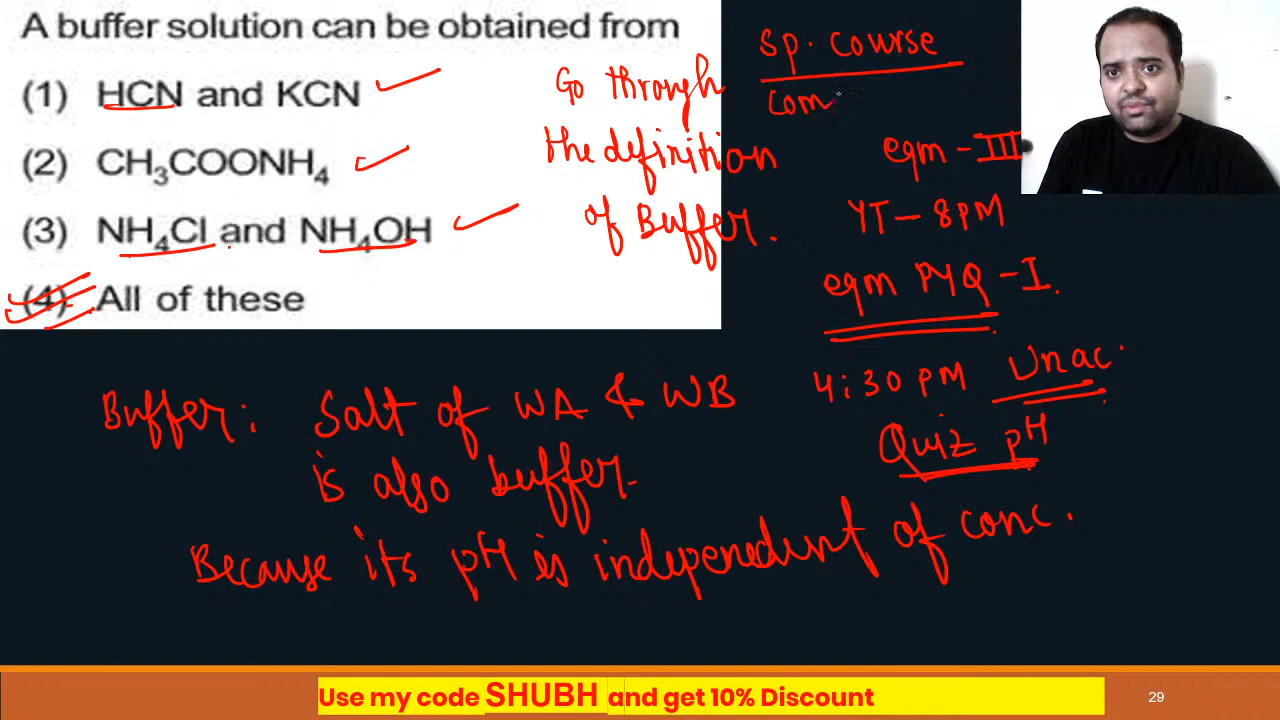 A buffer solution can be obtained from
(1) HCN and KCN
(2) CH₃COONH₄
(3) NH₄Cl and NH₄OH
(4) All of these
Go through
the definition
of Buffer.
Sp. Course
Com
eqm - III
YT - 8PM
eqm PYQ - I.
4:30 PM Unac.
Quiz pH
Buffer: Salt of WA & WB
is also buffer.
Because its pH is independent of conc.
Use my code SHUBH and get 10% Discount
29